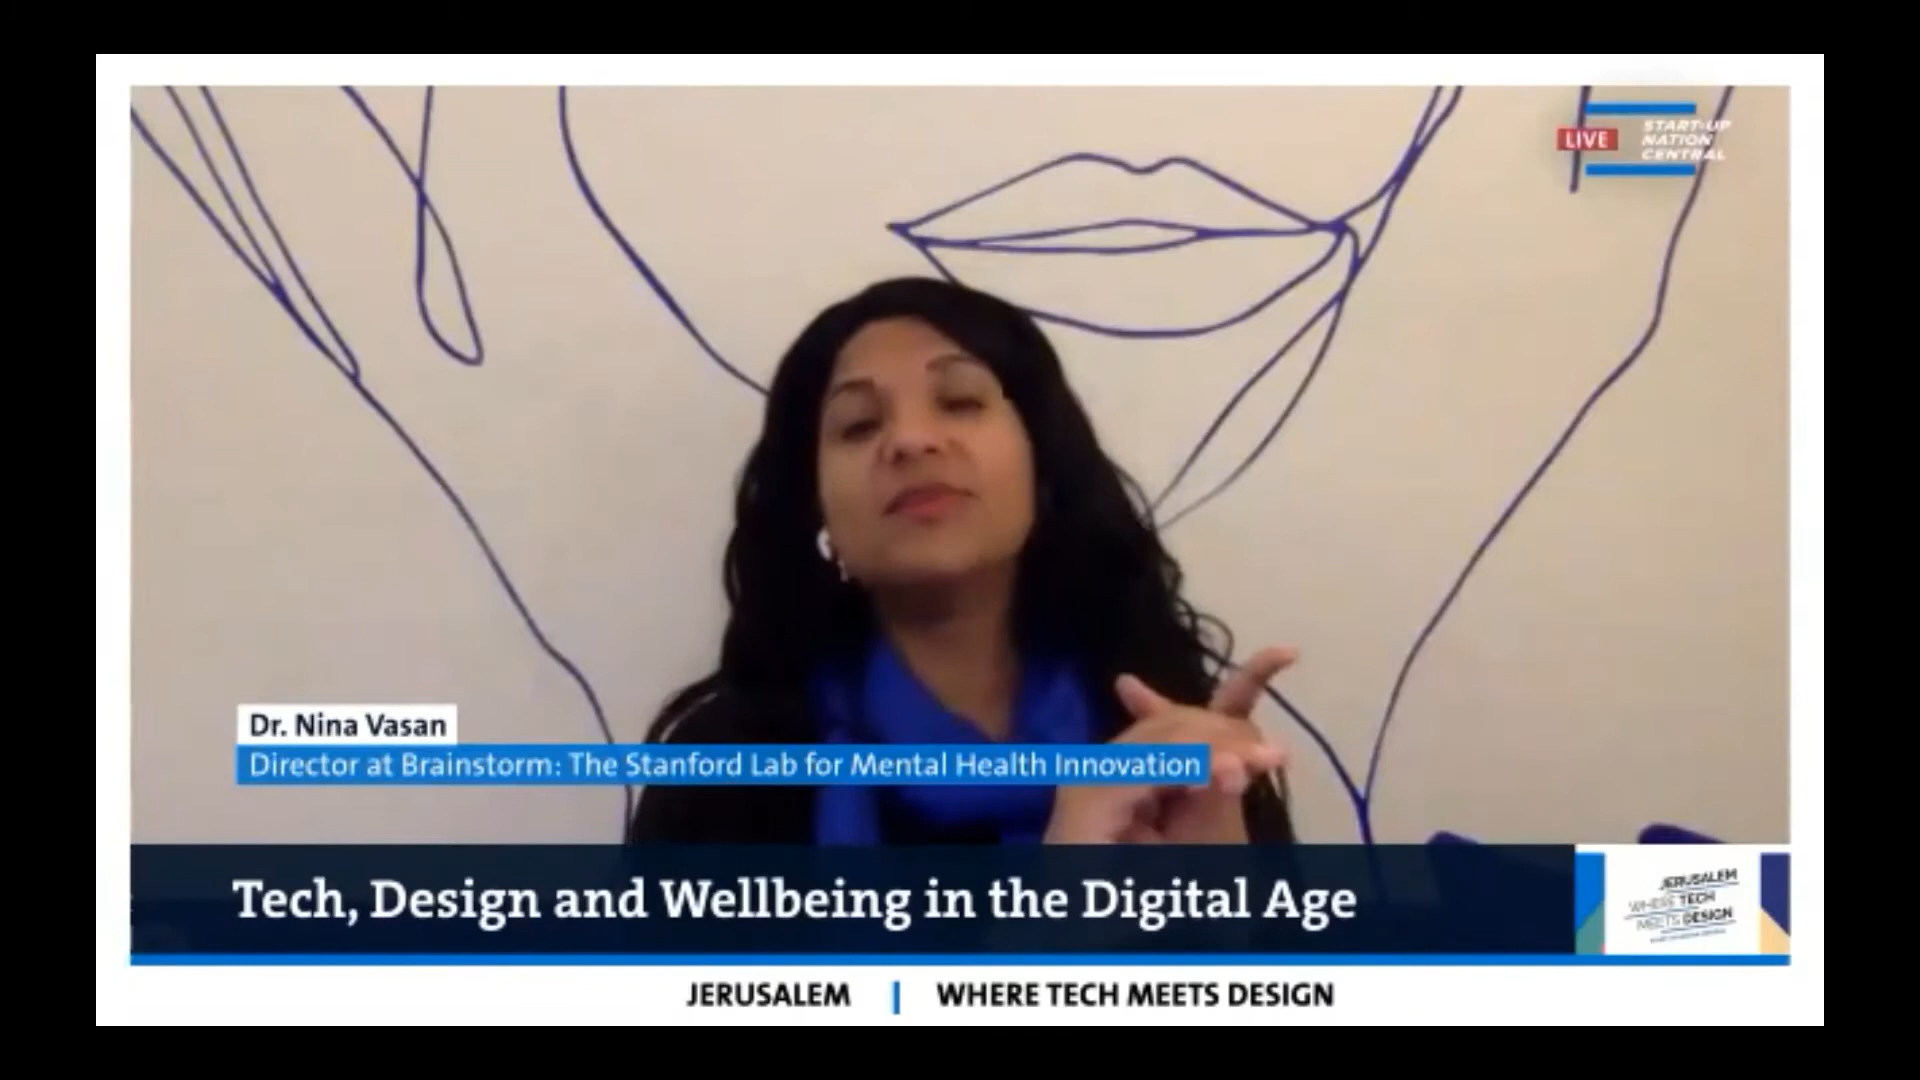 LIVE
START-UP
NATION
CENTRAL
Dr. Nina Vasan
Director at Brainstorm: The Stanford Lab for Mental Health Innovation
Tech, Design and Wellbeing in the Digital Age
JERUSALEM
WHERE TECH
MEETS DESIGN
JERUSALEM | WHERE TECH MEETS DESIGN